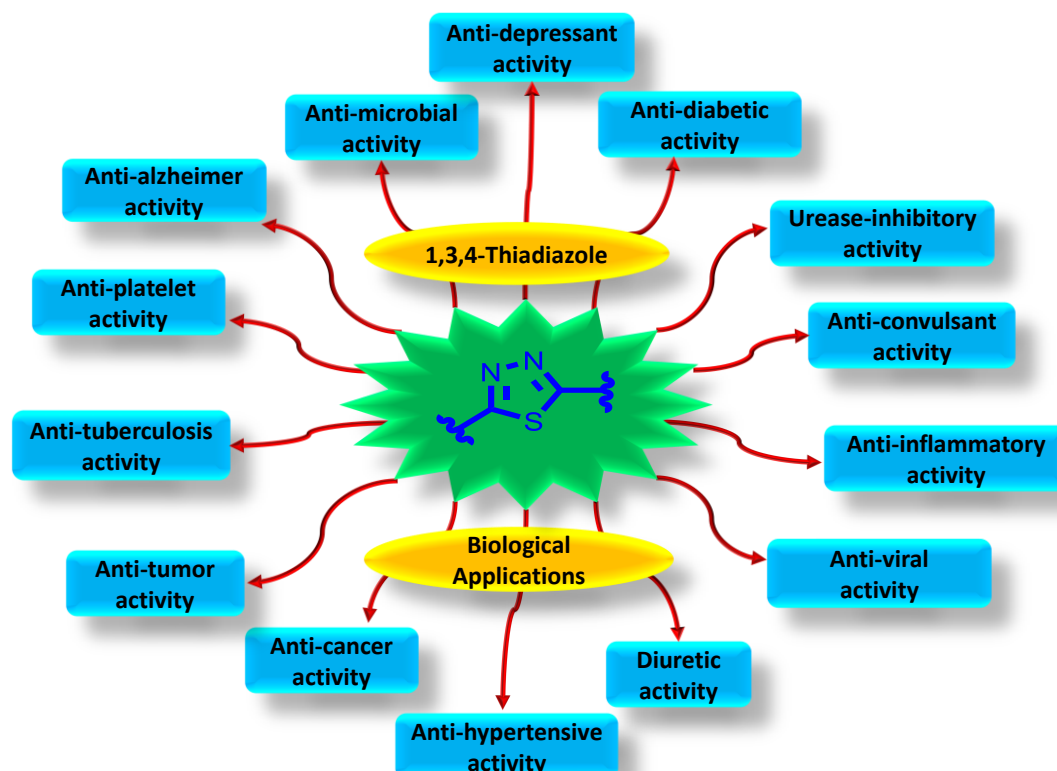 Anti-depressant
activity
Anti-microbial
activity
Anti-diabetic
activity
Anti-alzheimer
activity
Urease-inhibitory
activity
1,3,4-Thiadiazole
Anti-platelet
activity
Anti-convulsant
activity
N
N
S
Anti-tuberculosis
activity
Anti-inflammatory
activity
Biological
Applications
Anti-tumor
activity
Anti-viral
activity
Anti-cancer
activity
Diuretic
activity
Anti-hypertensive
activity